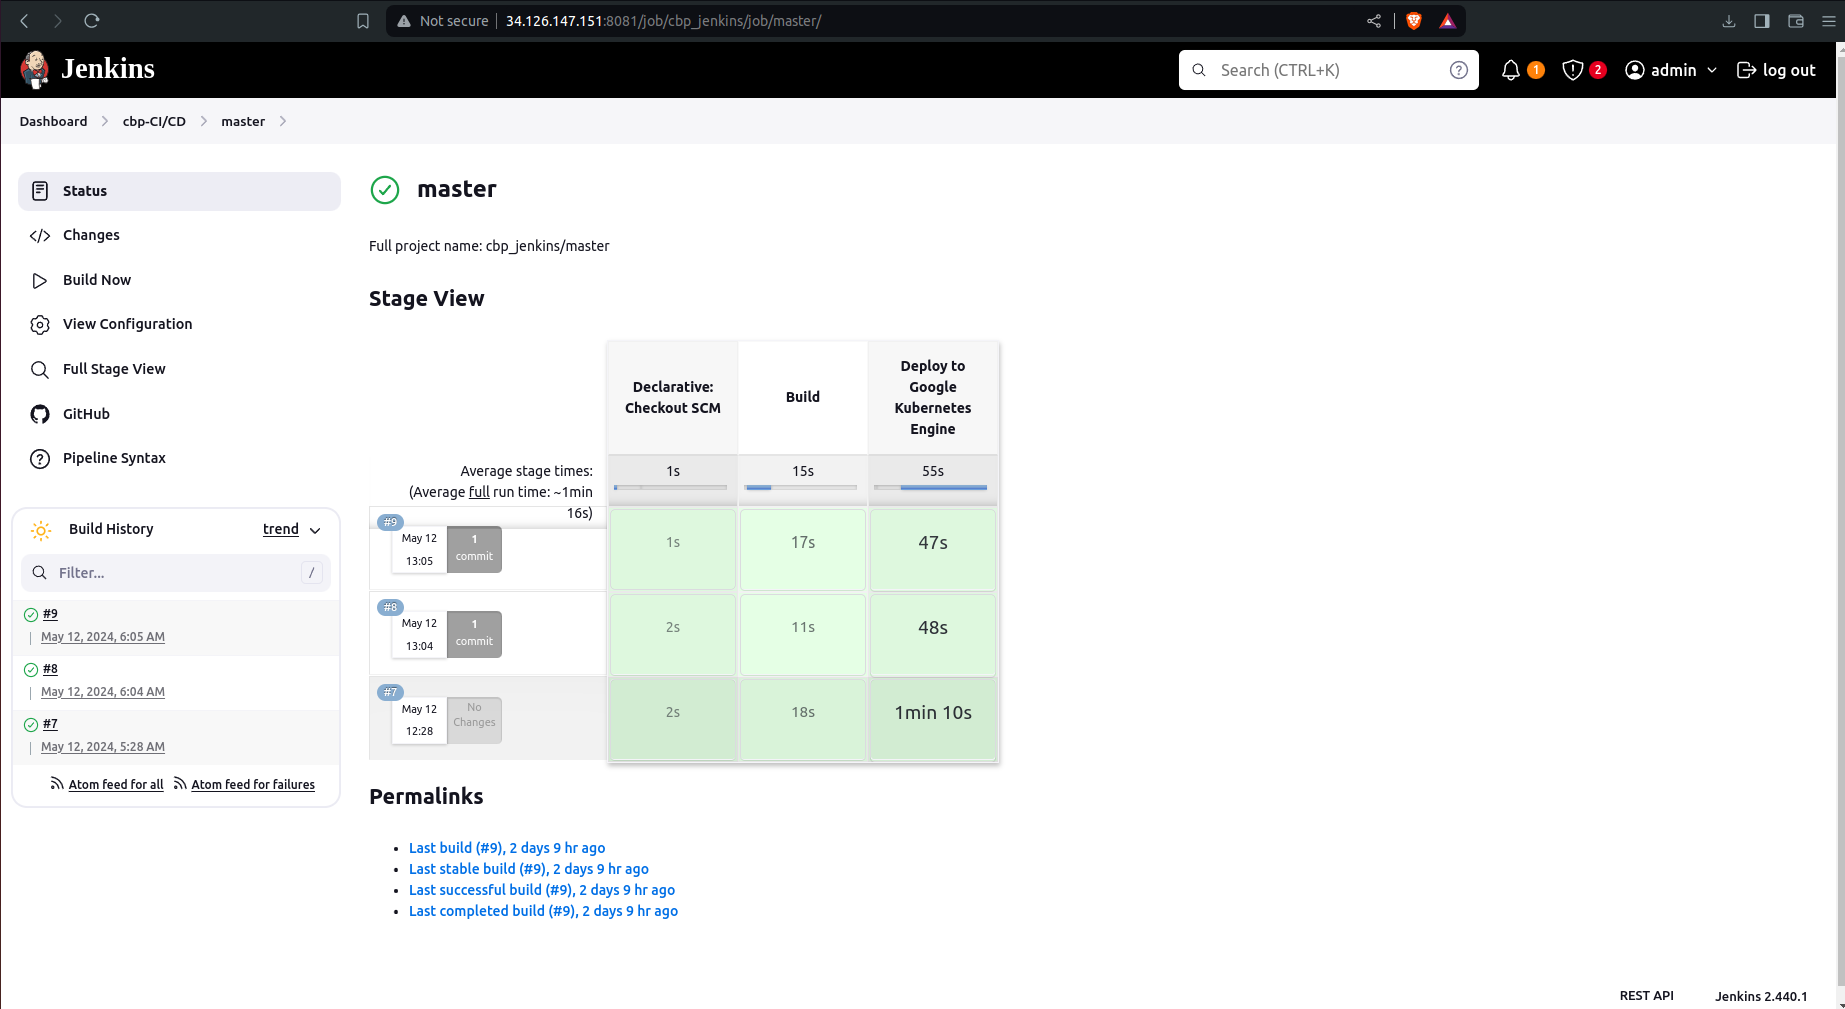 Not secure
34.126.147.151:8081/job/cbp_jenkins/job/master/
Jenkins
Search (CTRL+K)
1
2
admin
log out
Dashboard
cbp-CI/CD
master
Status
Changes
Build Now
View Configuration
Full Stage View
GitHub
Pipeline Syntax
Build History
trend
Filter...
/
#9
May 12, 2024, 6:05 AM
#8
May 12, 2024, 6:04 AM
#7
May 12, 2024, 5:28 AM
Atom feed for all
Atom feed for failures
master
Full project name: cbp_jenkins/master
Stage View
Declarative:
Checkout SCM
Build
Deploy to
Google
Kubernetes
Engine
Average stage times:
(Average full run time: ~1min
16s)
1s
15s
55s
#9
May 12
13:05
1
commit
1s
17s
47s
#8
May 12
13:04
1
commit
2s
11s
48s
#7
May 12
12:28
No
Changes
2s
18s
1min 10s
Permalinks
Last build (#9), 2 days 9 hr ago
Last stable build (#9), 2 days 9 hr ago
Last successful build (#9), 2 days 9 hr ago
Last completed build (#9), 2 days 9 hr ago
REST API
Jenkins 2.440.1